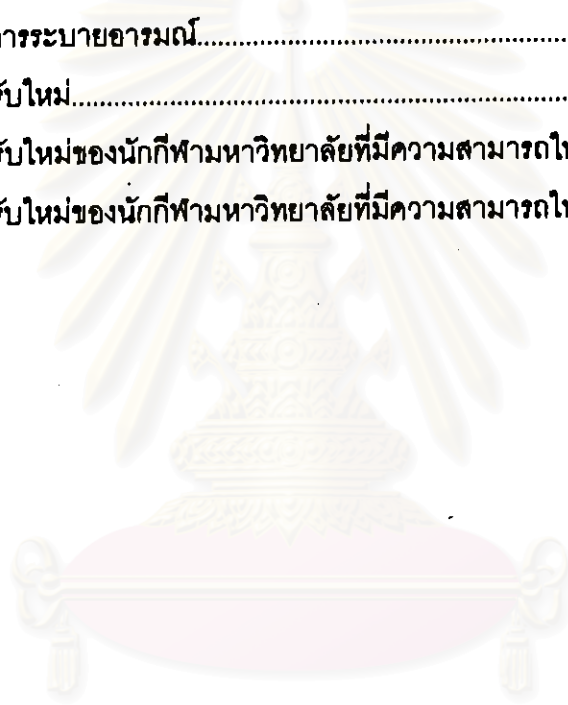 การระบายอารมณ์..............................................................
รับใหม่..............................................................................
รับใหม่ของนักกีฬามหาวิทยาลัยที่มีความสามารถใน
รับใหม่ของนักกีฬามหาวิทยาลัยที่มีความสามารถใน